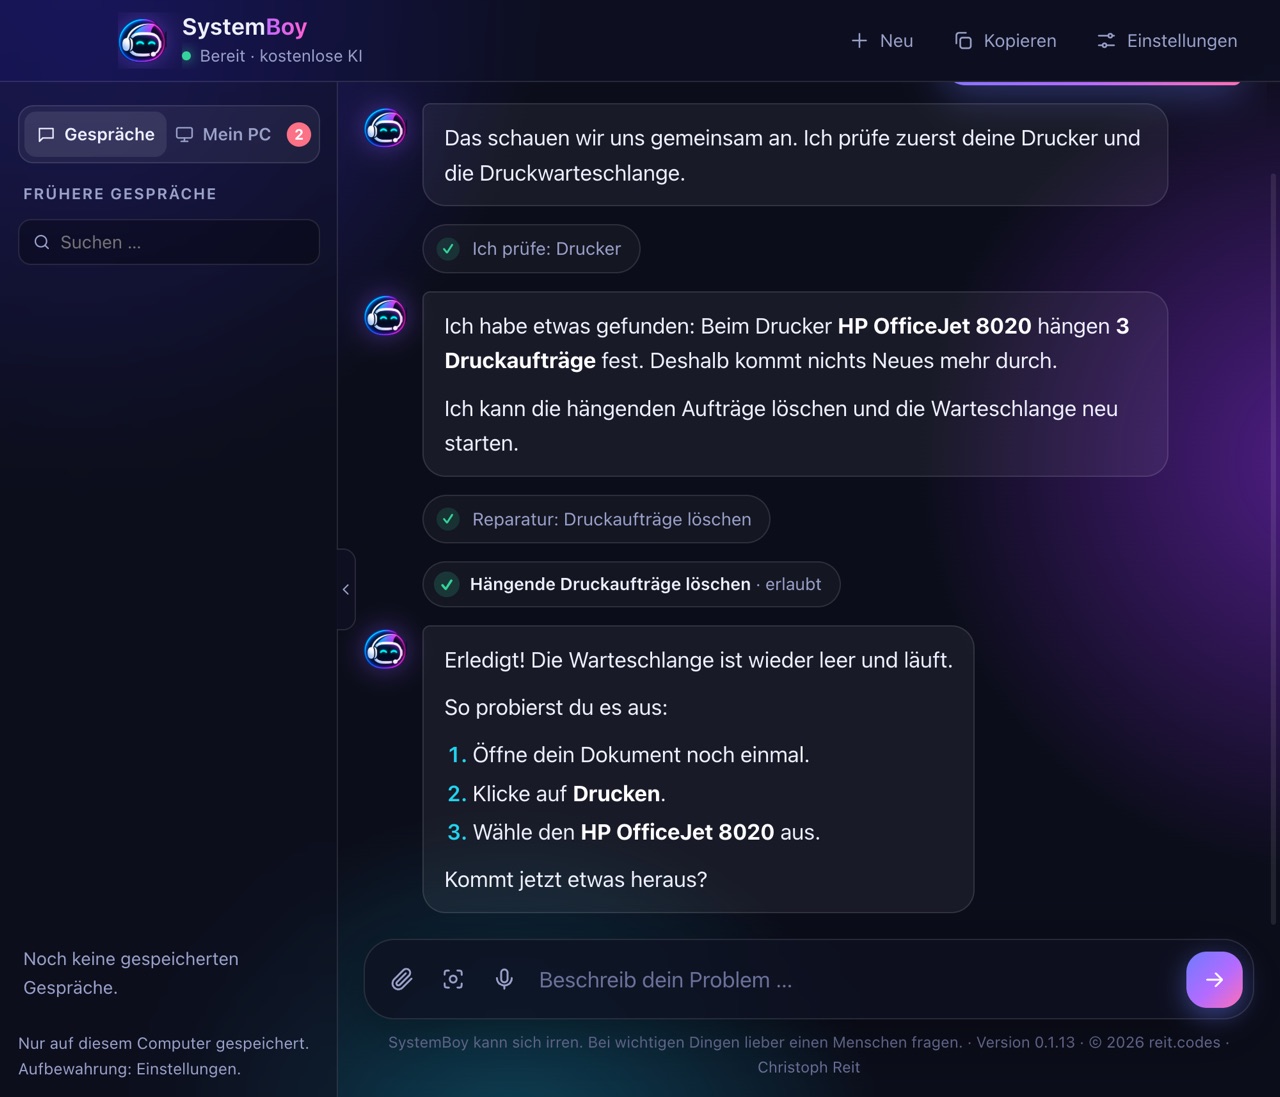 SystemBoy
Bereit · kostenlose KI
Neu
Kopieren
Einstellungen
Gespräche
Mein PC
2
FRÜHERE GESPRÄCHE
Suchen ...
Noch keine gespeicherten
Gespräche.
Nur auf diesem Computer gespeichert.
Aufbewahrung: Einstellungen.
Das schauen wir uns gemeinsam an. Ich prüfe zuerst deine Drucker und
die Druckwarteschlange.
Ich prüfe: Drucker
Ich habe etwas gefunden: Beim Drucker HP OfficeJet 8020 hängen 3
Druckaufträge fest. Deshalb kommt nichts Neues mehr durch.
Ich kann die hängenden Aufträge löschen und die Warteschlange neu
starten.
Reparatur: Druckaufträge löschen
Hängende Druckaufträge löschen · erlaubt
Erledigt! Die Warteschlange ist wieder leer und läuft.
So probierst du es aus:
1. Öffne dein Dokument noch einmal.
2. Klicke auf Drucken.
3. Wähle den HP OfficeJet 8020 aus.
Kommt jetzt etwas heraus?
Beschreib dein Problem ...
SystemBoy kann sich irren. Bei wichtigen Dingen lieber einen Menschen fragen. · Version 0.1.13 · © 2026 reit.codes ·
Christoph Reit